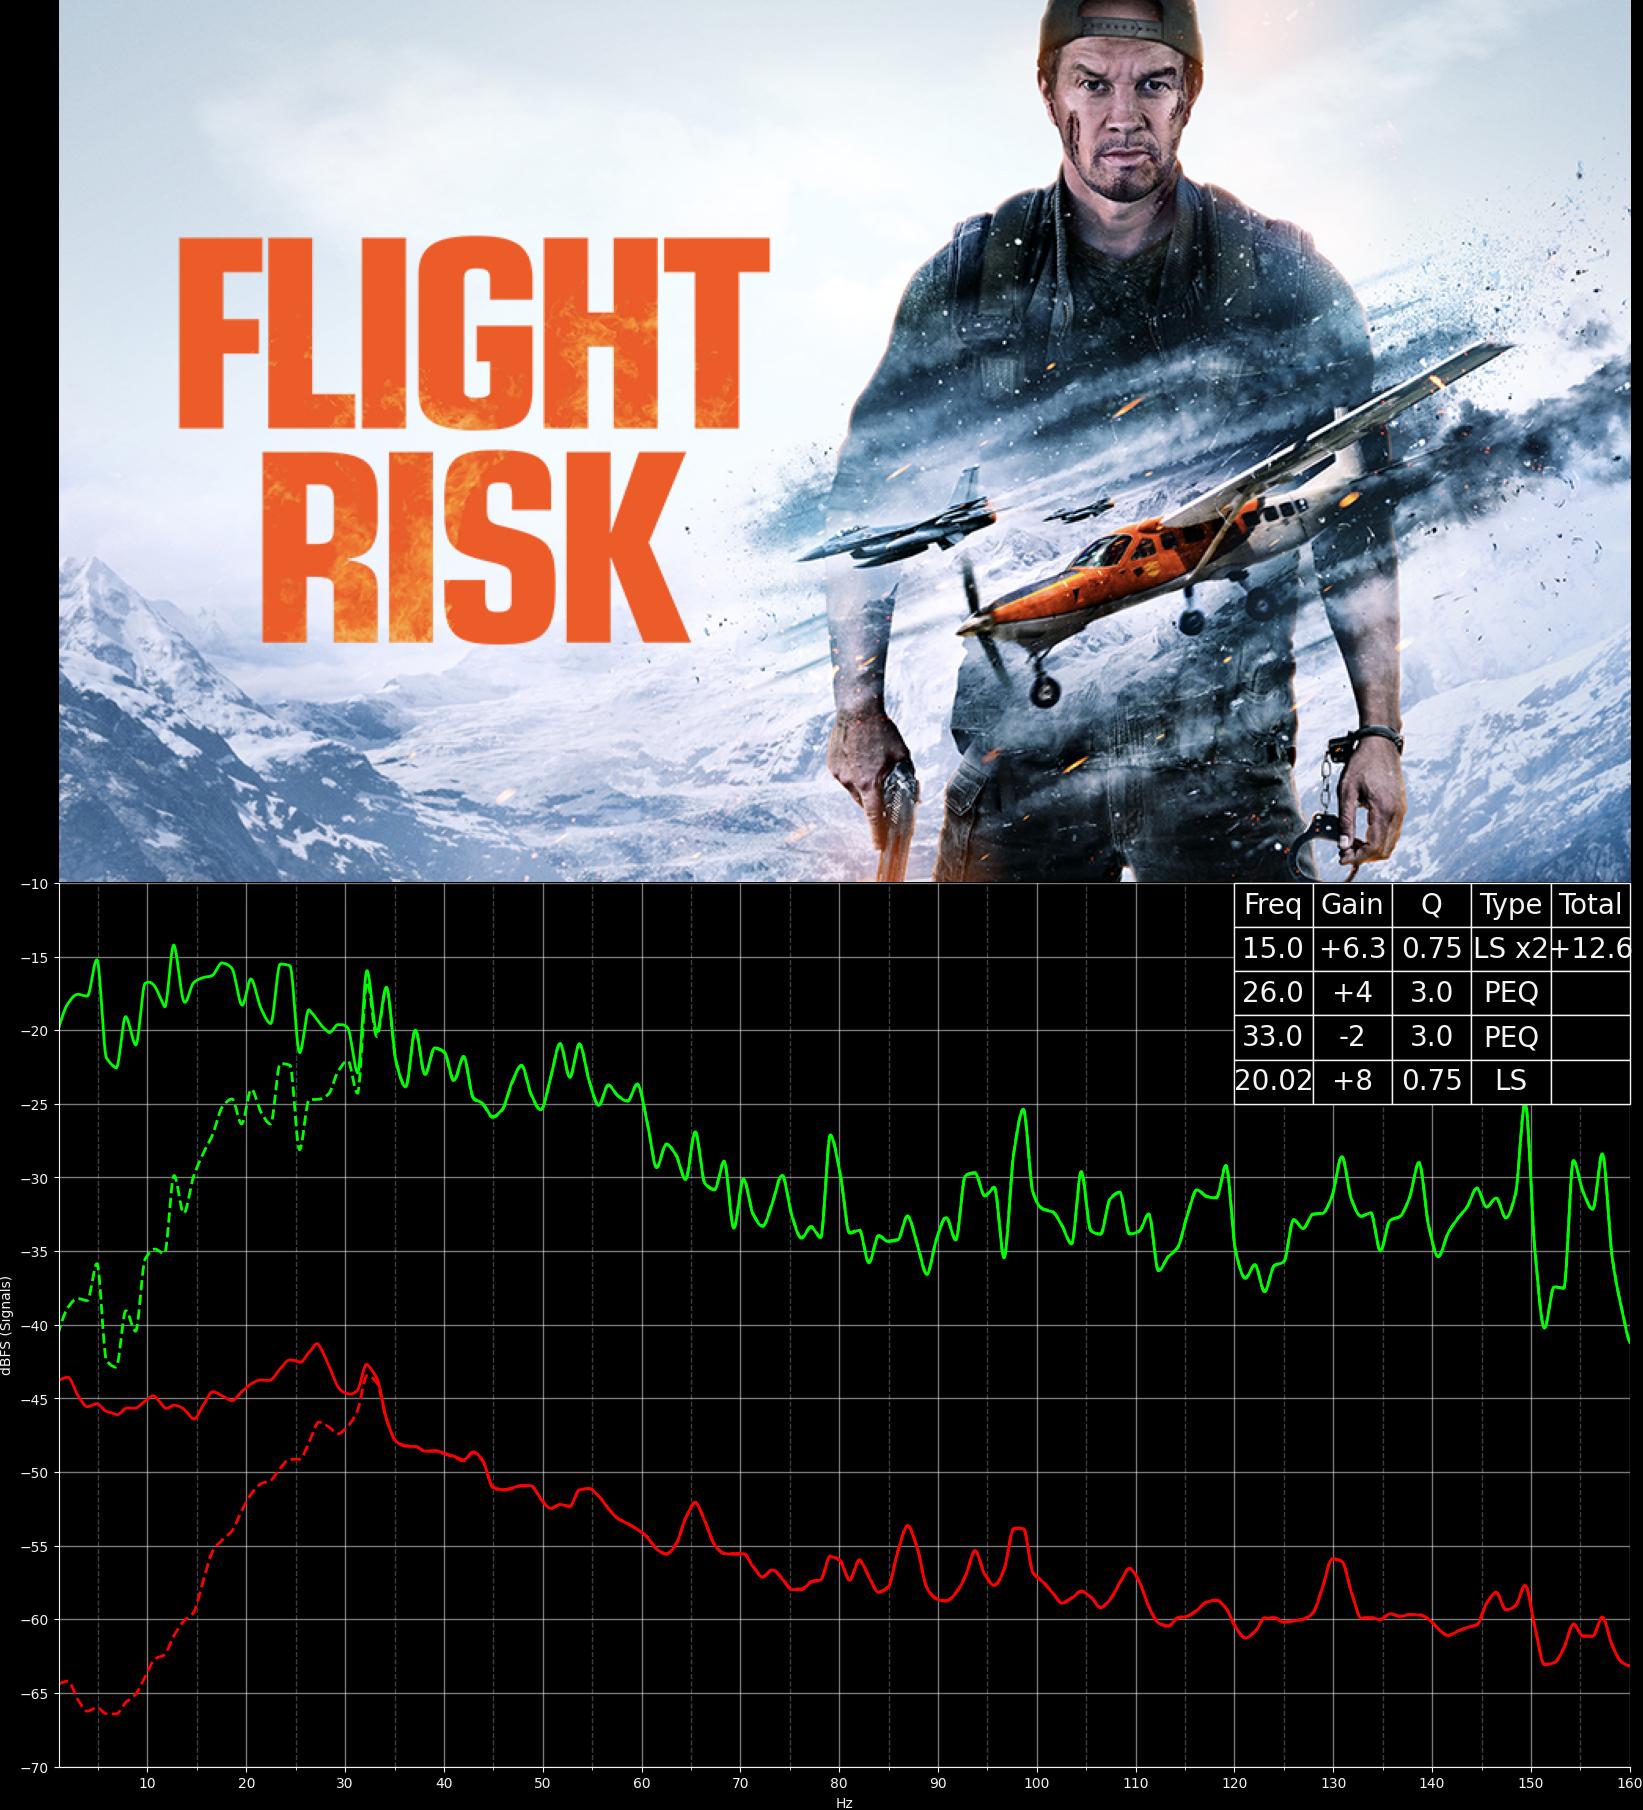 FLIGHT
RISK
Freq Gain Q Type Total
15.0 +6.3 0.75 LS x2 +12.6
26.0 +4 3.0 PEQ
33.0 -2 3.0 PEQ
20.02 +8 0.75 LS
−10
−15
−20
−25
−30
−35
−40
−45
−50
−55
−60
−65
−70
dBFS (Signals)
10 20 30 40 50 60 70 80 90 100 110 120 130 140 150 160
Hz